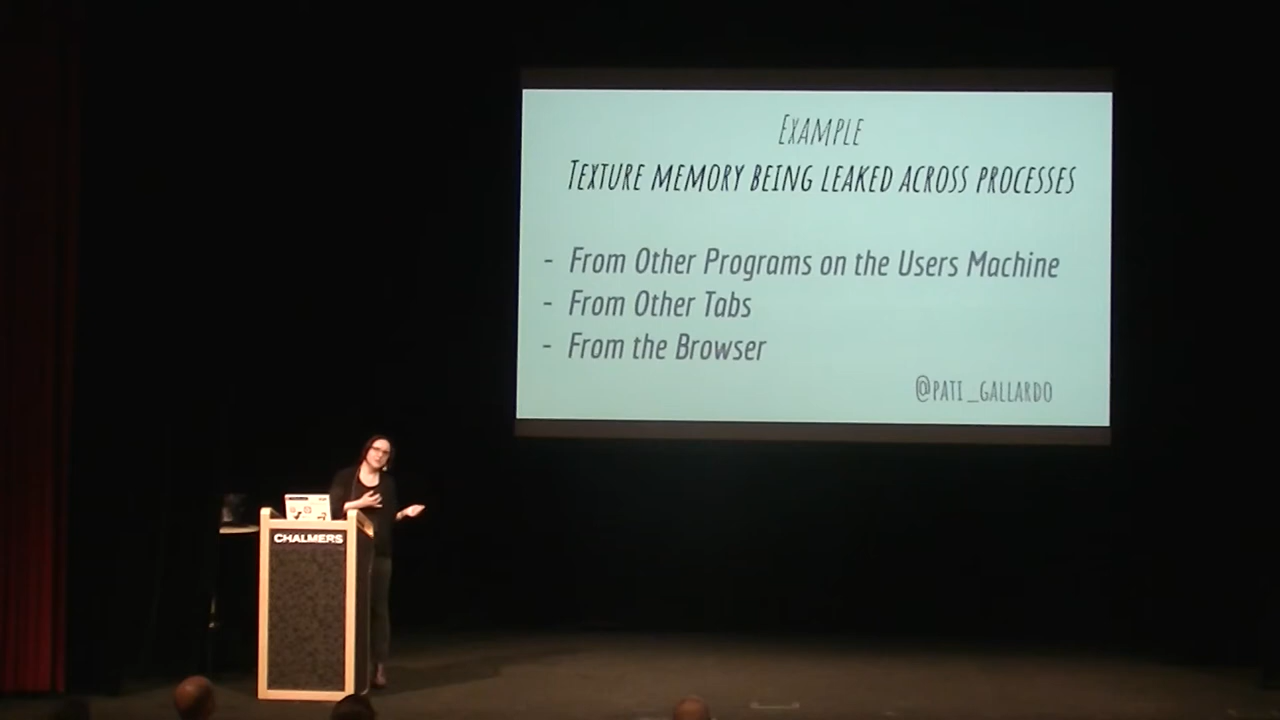 Example
Texture memory being leaked across processes
- From Other Programs on the Users Machine
- From Other Tabs
- From the Browser
@pati_gallardo
CHALMERS